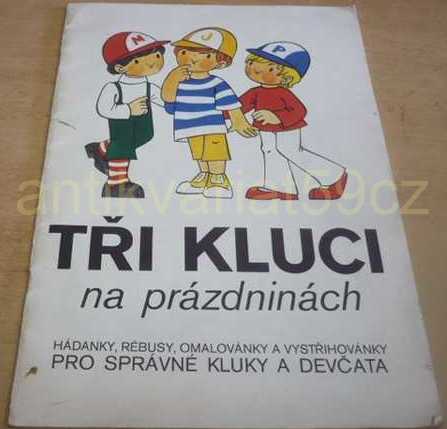 N J P
antikvariat59cz
TŘI KLUCI
na prázdninách
HÁDANKY, RÉBUSY, OMALOVÁNKY A VYSTŘIHOVÁNKY
PRO SPRÁVNÉ KLUKY A DEVČATA